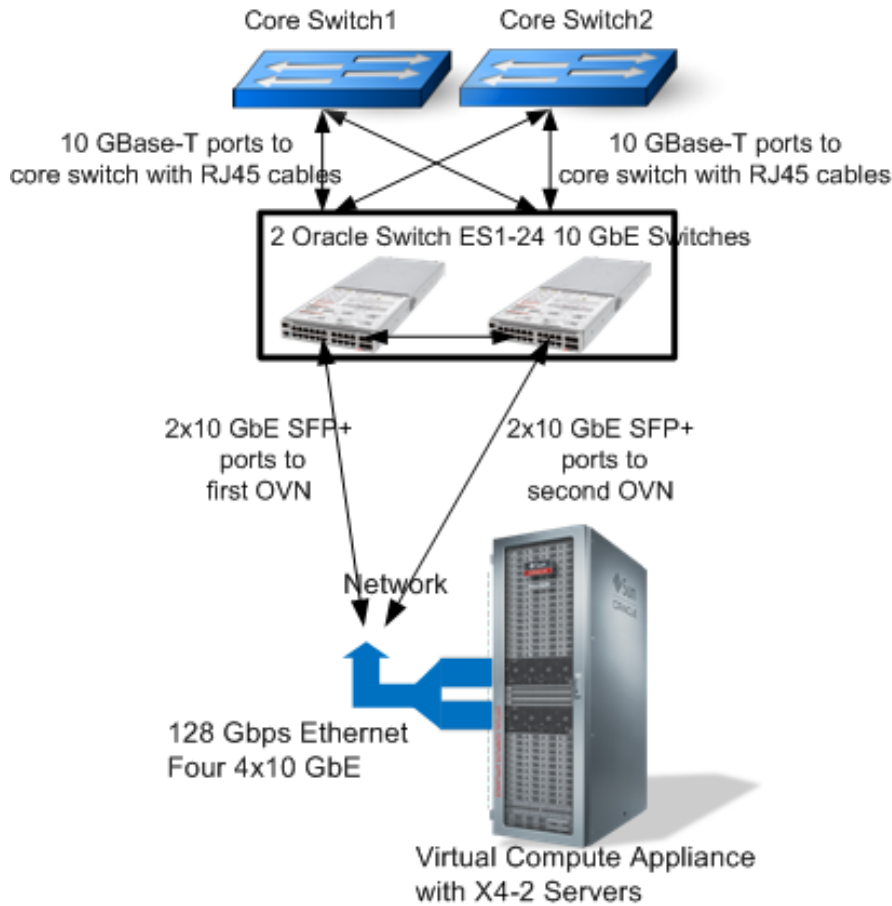 Core Switch1
Core Switch2
10 GBase-T ports to
core switch with RJ45 cables
10 GBase-T ports to
core switch with RJ45 cables
2 Oracle Switch ES1-24 10 GbE Switches
2x10 GbE SFP+
ports to
first OVN
2x10 GbE SFP+
ports to
second OVN
Network
Sun
ORACLE
128 Gbps Ethernet
Four 4x10 GbE
Virtual Compute Appliance
with X4-2 Servers